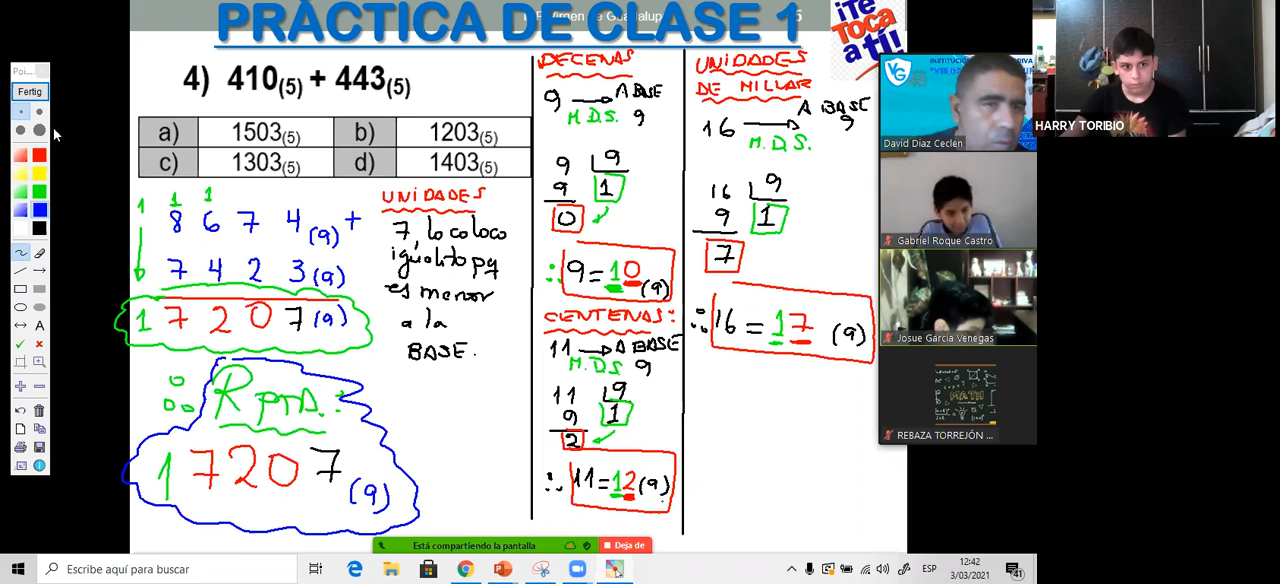 PRÁCTICA DE CLASE 1
¡Te
Toca
a tí!
4) 410(5) + 443(5)
a) 1503(5) b) 1203(5)
c) 1303(5) d) 1403(5)
1 1 1
8 6 7 4 (9) +
7 4 2 3 (9)
1 7 2 0 7 (9)
∴ Rpta. :
1 7 2 0 7 (9)
UNIDADES
7, lo coloco
igualito pq
es menor
a la
BASE.
DECENAS
9 → A BASE 9
M.D.S.
9 9
9 1
0
∴ 9 = 10 (9)
CENTENAS:
11 → A BASE 9
M.D.S.
11 9
9 1
2
∴ 11 = 12 (9)
UNIDADES
DE MILLAR
16 → A BASE 9
M.D.S.
16 9
9 1
7
∴ 16 = 17 (9)
Poi...
Fertig
A
VG
David Diaz Ceclen
HARRY TORIBIO
Gabriel Roque Castro
Josue Garcia Venegas
MATH
REBAZA TORREJÓN ...
Está compartiendo la pantalla
Deja de
Escribe aquí para buscar
ESP
12:42
3/03/2021
41